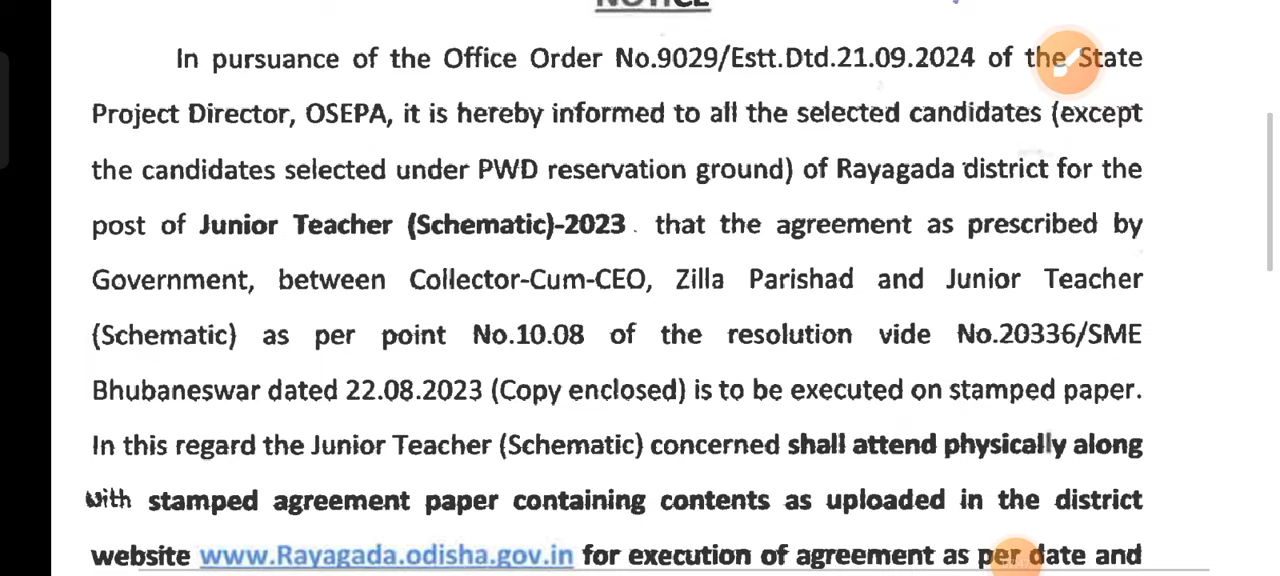 NOTICE
In pursuance of the Office Order No.9029/Estt.Dtd.21.09.2024 of the State
Project Director, OSEPA, it is hereby informed to all the selected candidates (except
the candidates selected under PWD reservation ground) of Rayagada district for the
post of Junior Teacher (Schematic)-2023 that the agreement as prescribed by
Government, between Collector-Cum-CEO, Zilla Parishad and Junior Teacher
(Schematic) as per point No.10.08 of the resolution vide No.20336/SME
Bhubaneswar dated 22.08.2023 (Copy enclosed) is to be executed on stamped paper.
In this regard the Junior Teacher (Schematic) concerned shall attend physically along
with stamped agreement paper containing contents as uploaded in the district
website www.Rayagada.odisha.gov.in for execution of agreement as per date and